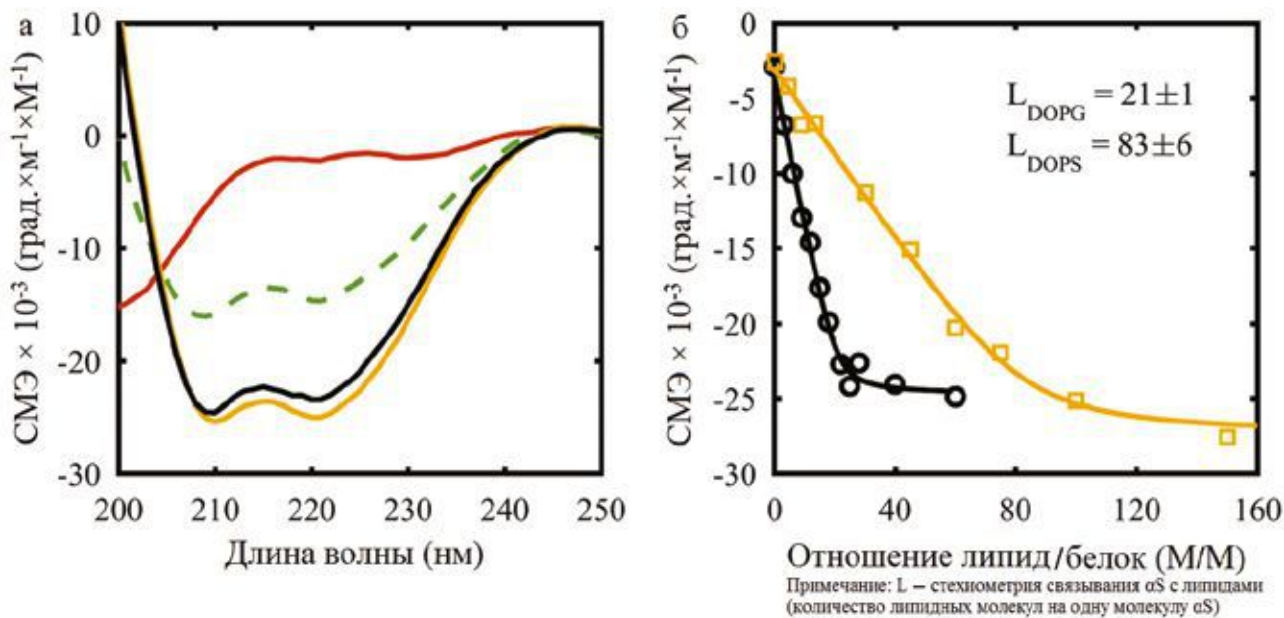 а
10
0
-10
-20
-30
СМЭ × 10⁻³ (град.×м⁻¹×М⁻¹)
200 210 220 230 240 250
Длина волны (нм)
б
0
-5
-10
-15
-20
-25
-30
СМЭ × 10⁻³ (град.×м⁻¹×М⁻¹)
L_DOPG = 21±1
L_DOPS = 83±6
0 40 80 120 160
Отношение липид/белок (М/М)
Примечание: L – стехиометрия связывания αS с липидами
(количество липидных молекул на одну молекулу αS)